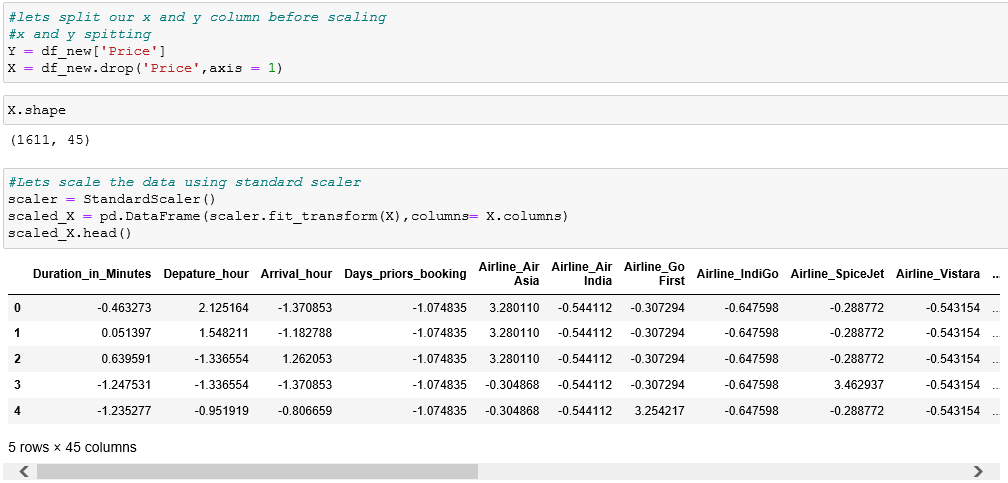 #lets split our x and y column before scaling
#x and y spitting
Y = df_new['Price']
X = df_new.drop('Price',axis = 1)
X.shape
(1611, 45)
#Lets scale the data using standard scaler
scaler = StandardScaler()
scaled_X = pd.DataFrame(scaler.fit_transform(X),columns= X.columns)
scaled_X.head()
Duration_in_Minutes Depature_hour Arrival_hour Days_priors_booking Airline_Air Asia Airline_Air India Airline_Go First Airline_IndiGo Airline_SpiceJet Airline_Vistara ...
0 -0.463273 2.125164 -1.370853 -1.074835 3.280110 -0.544112 -0.307294 -0.647598 -0.288772 -0.543154 ...
1 0.051397 1.548211 -1.182788 -1.074835 3.280110 -0.544112 -0.307294 -0.647598 -0.288772 -0.543154 ...
2 0.639591 -1.336554 1.262053 -1.074835 3.280110 -0.544112 -0.307294 -0.647598 -0.288772 -0.543154 ...
3 -1.247531 -1.336554 -1.370853 -1.074835 -0.304868 -0.544112 -0.307294 -0.647598 3.462937 -0.543154 ...
4 -1.235277 -0.951919 -0.806659 -1.074835 -0.304868 -0.544112 3.254217 -0.647598 -0.288772 -0.543154 ...
5 rows × 45 columns